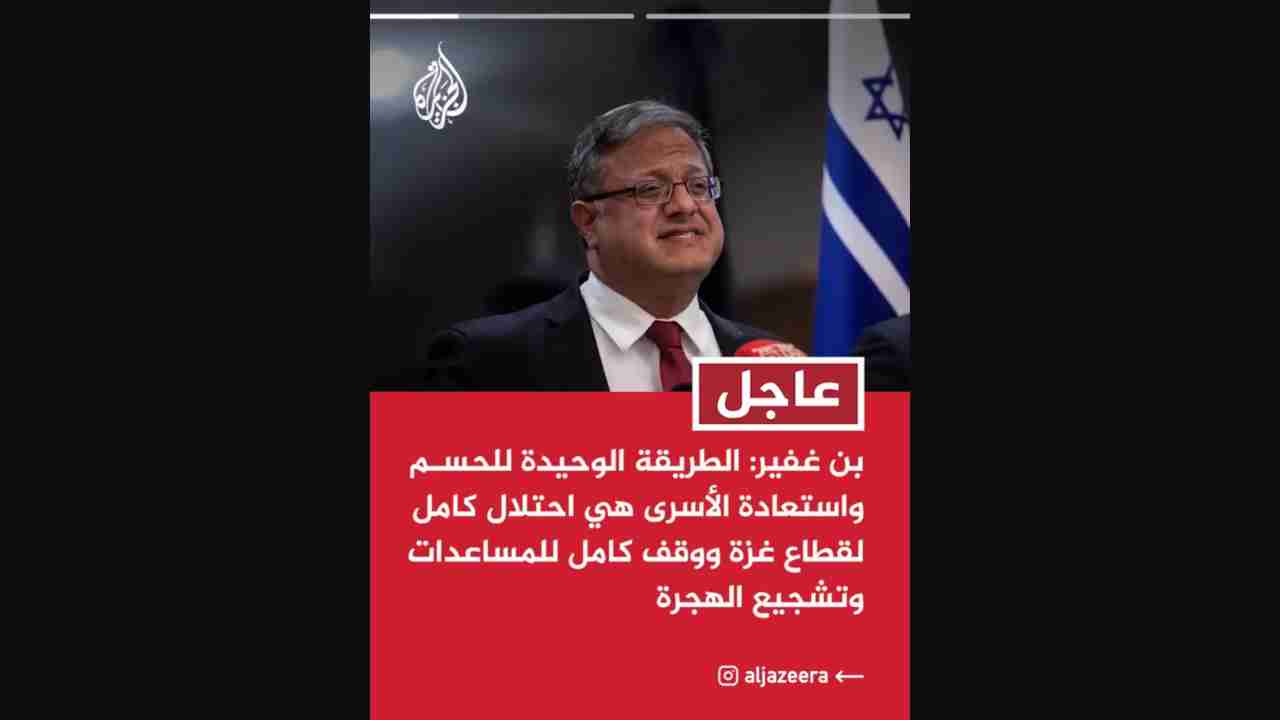 الجزيرة
عاجل
بن غفير: الطريقة الوحيدة للحسم
واستعادة الأسرى هي احتلال كامل
لقطاع غزة ووقف كامل للمساعدات
وتشجيع الهجرة
aljazeera